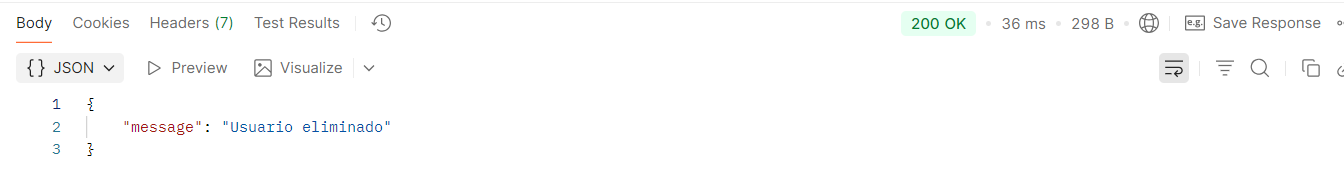 Body Cookies Headers (7) Test Results 200 OK 36 ms 298 B e.g. Save Response
{} JSON Preview Visualize
1 {
2 "message": "Usuario eliminado"
3 }